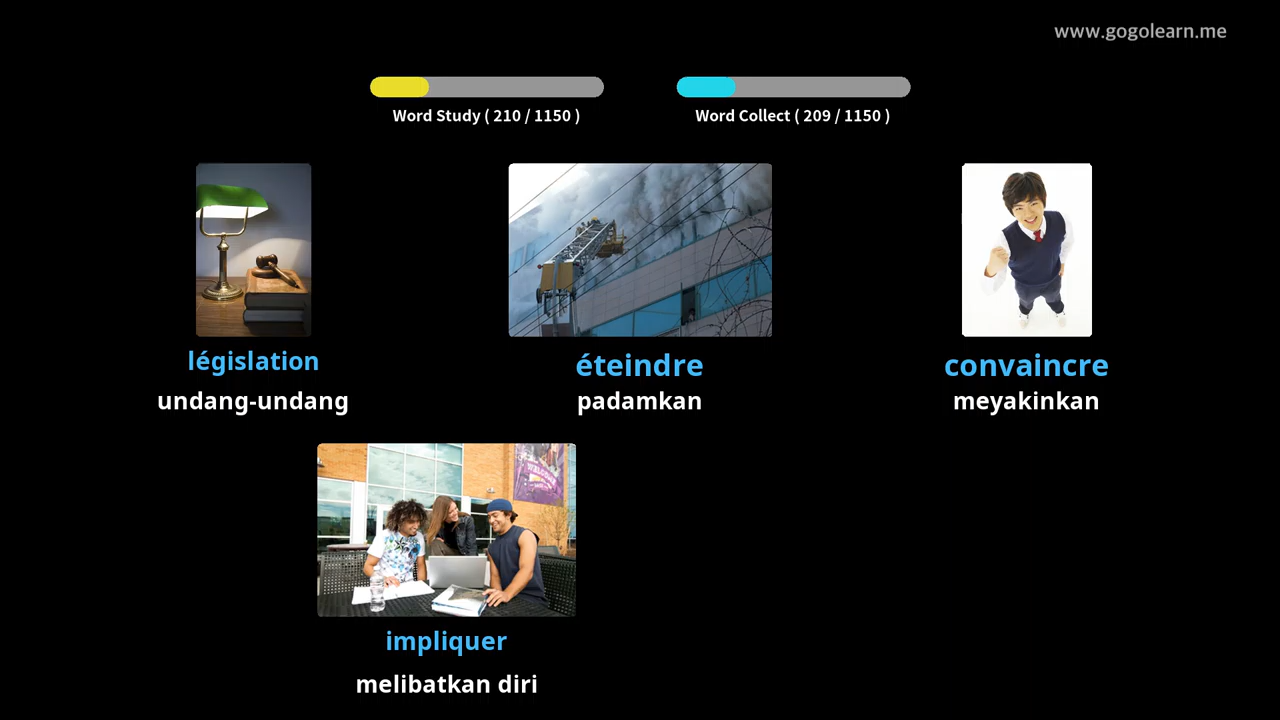 www.gogolearn.me
Word Study ( 210 / 1150 )
Word Collect ( 209 / 1150 )
législation
undang-undang
éteindre
padamkan
convaincre
meyakinkan
impliquer
melibatkan diri